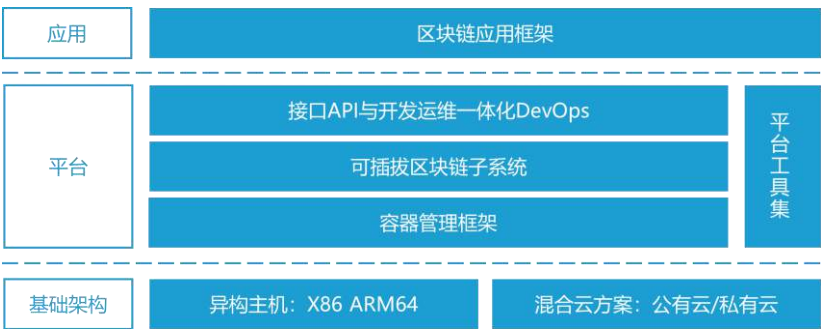 应用
区块链应用框架
平台
接口API与开发运维一体化DevOps
可插拔区块链子系统
容器管理框架
平台工具集
基础架构
异构主机：X86 ARM64
混合云方案：公有云/私有云